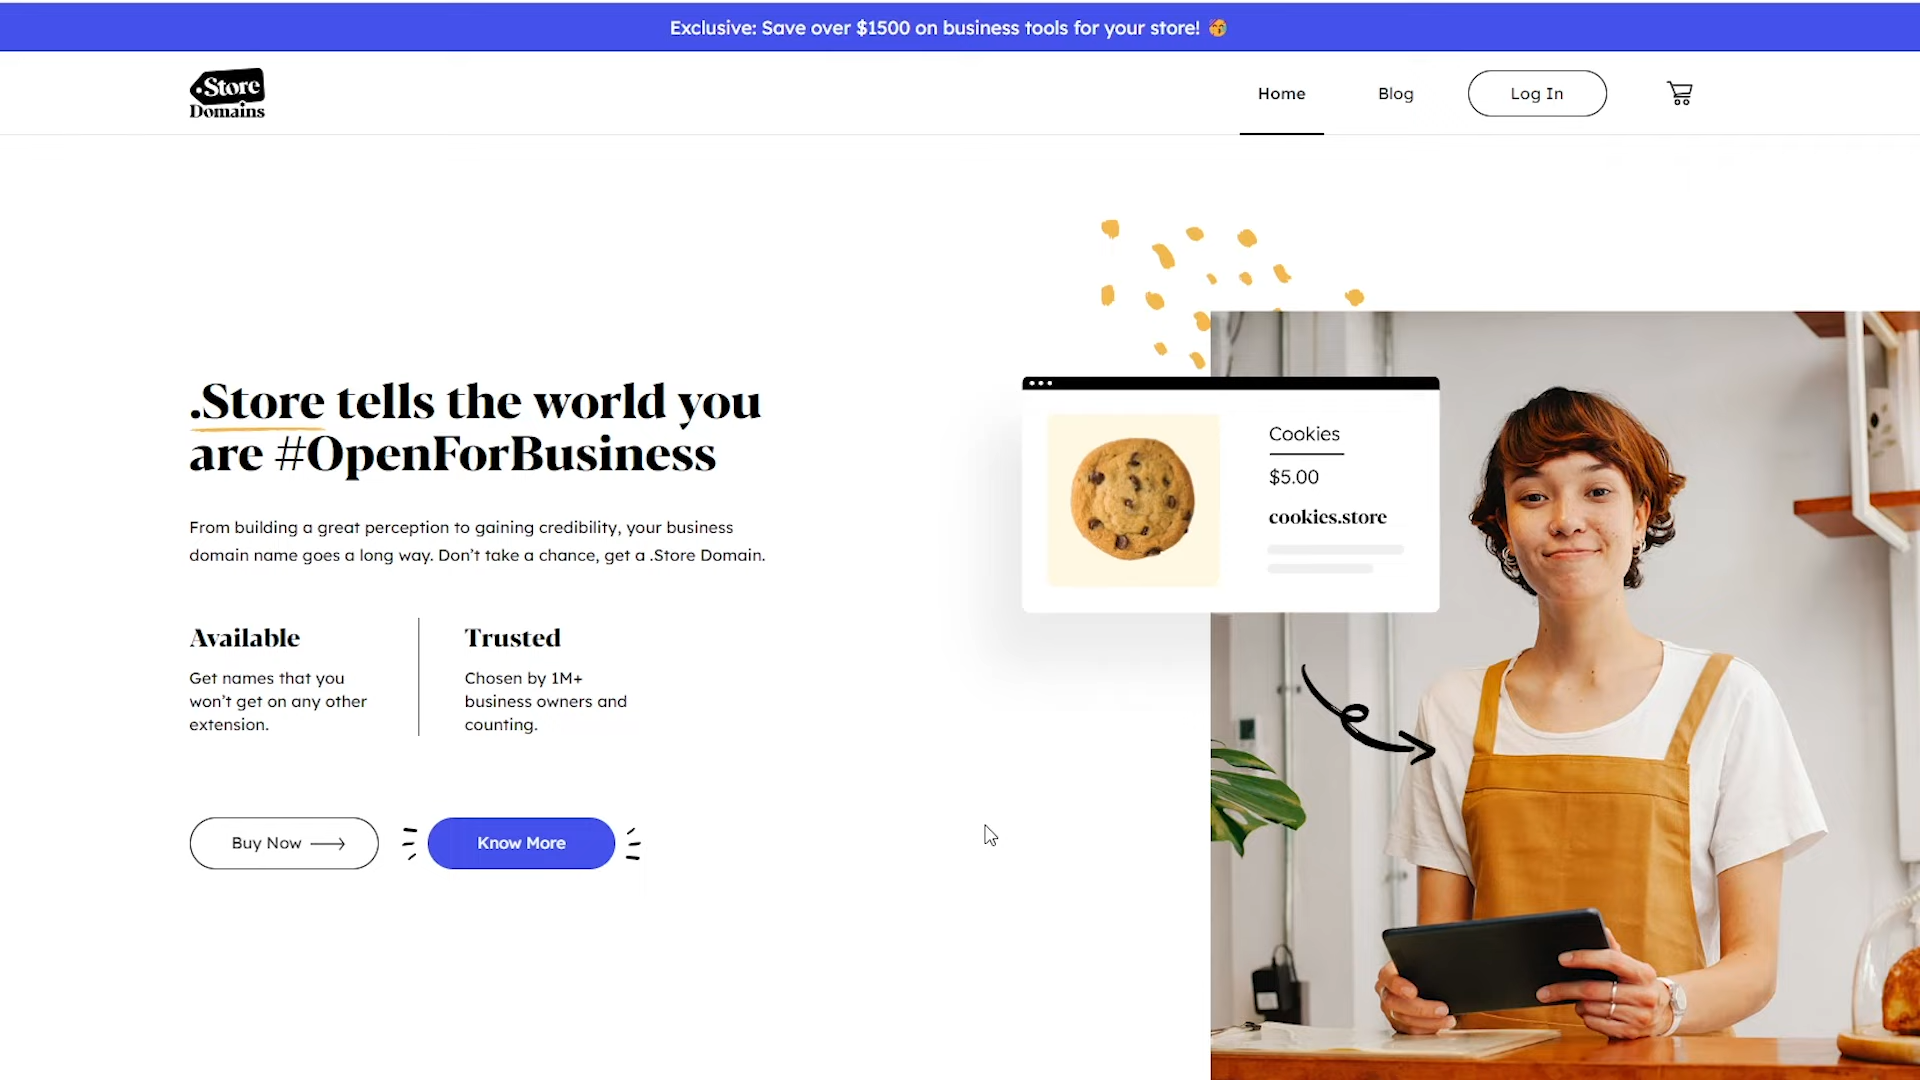 Exclusive: Save over $1500 on business tools for your store! 🥳
.Store
Domains
Home
Blog
Log In
.Store tells the world you
are #OpenForBusiness
From building a great perception to gaining credibility, your business
domain name goes a long way. Don’t take a chance, get a .Store Domain.
Available
Get names that you
won’t get on any other
extension.
Trusted
Chosen by 1M+
business owners and
counting.
Buy Now
Know More
Cookies
$5.00
cookies.store